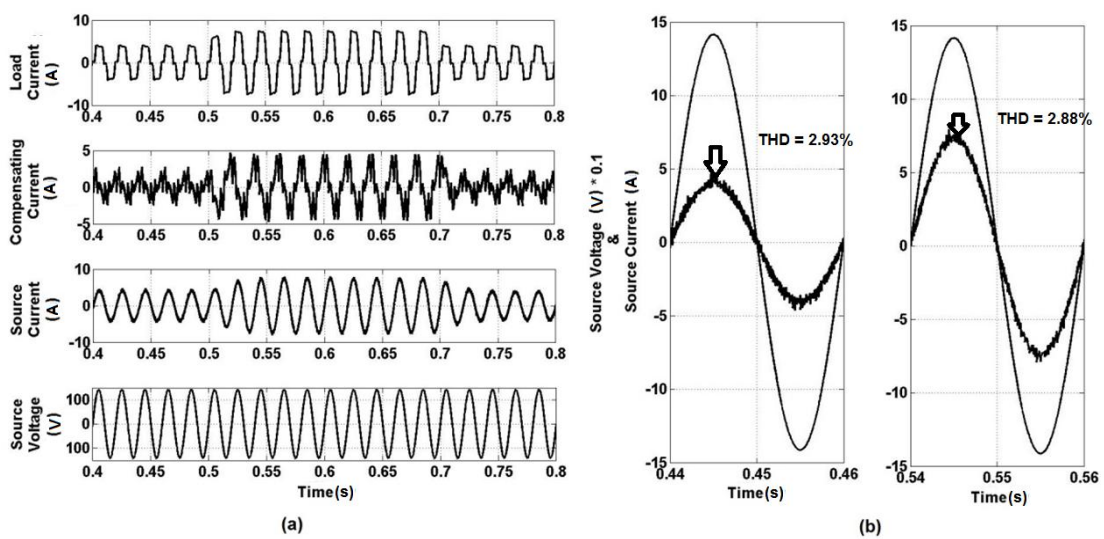 Load
Current
(A)
10
0
-10
0.4 0.45 0.5 0.55 0.6 0.65 0.7 0.75 0.8
Compensating
Current
(A)
5
0
-5
0.4 0.45 0.5 0.55 0.6 0.65 0.7 0.75 0.8
Source
Current
(A)
10
0
-10
0.4 0.45 0.5 0.55 0.6 0.65 0.7 0.75 0.8
Source
Voltage
(V)
100
0
100
0.4 0.45 0.5 0.55 0.6 0.65 0.7 0.75 0.8
Time(s)
(a)
Source Voltage (V) * 0.1
&
Source Current (A)
15
10
5
0
-5
-10
-15
THD = 2.93%
0.44 0.45 0.46
Time(s)
15
10
5
0
-5
-10
-15
THD = 2.88%
0.54 0.55 0.56
Time(s)
(b)